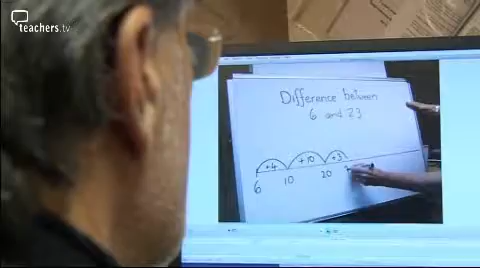 teachers.tv
Difference between
6 and 23
+4 +10 +3
6 10 20